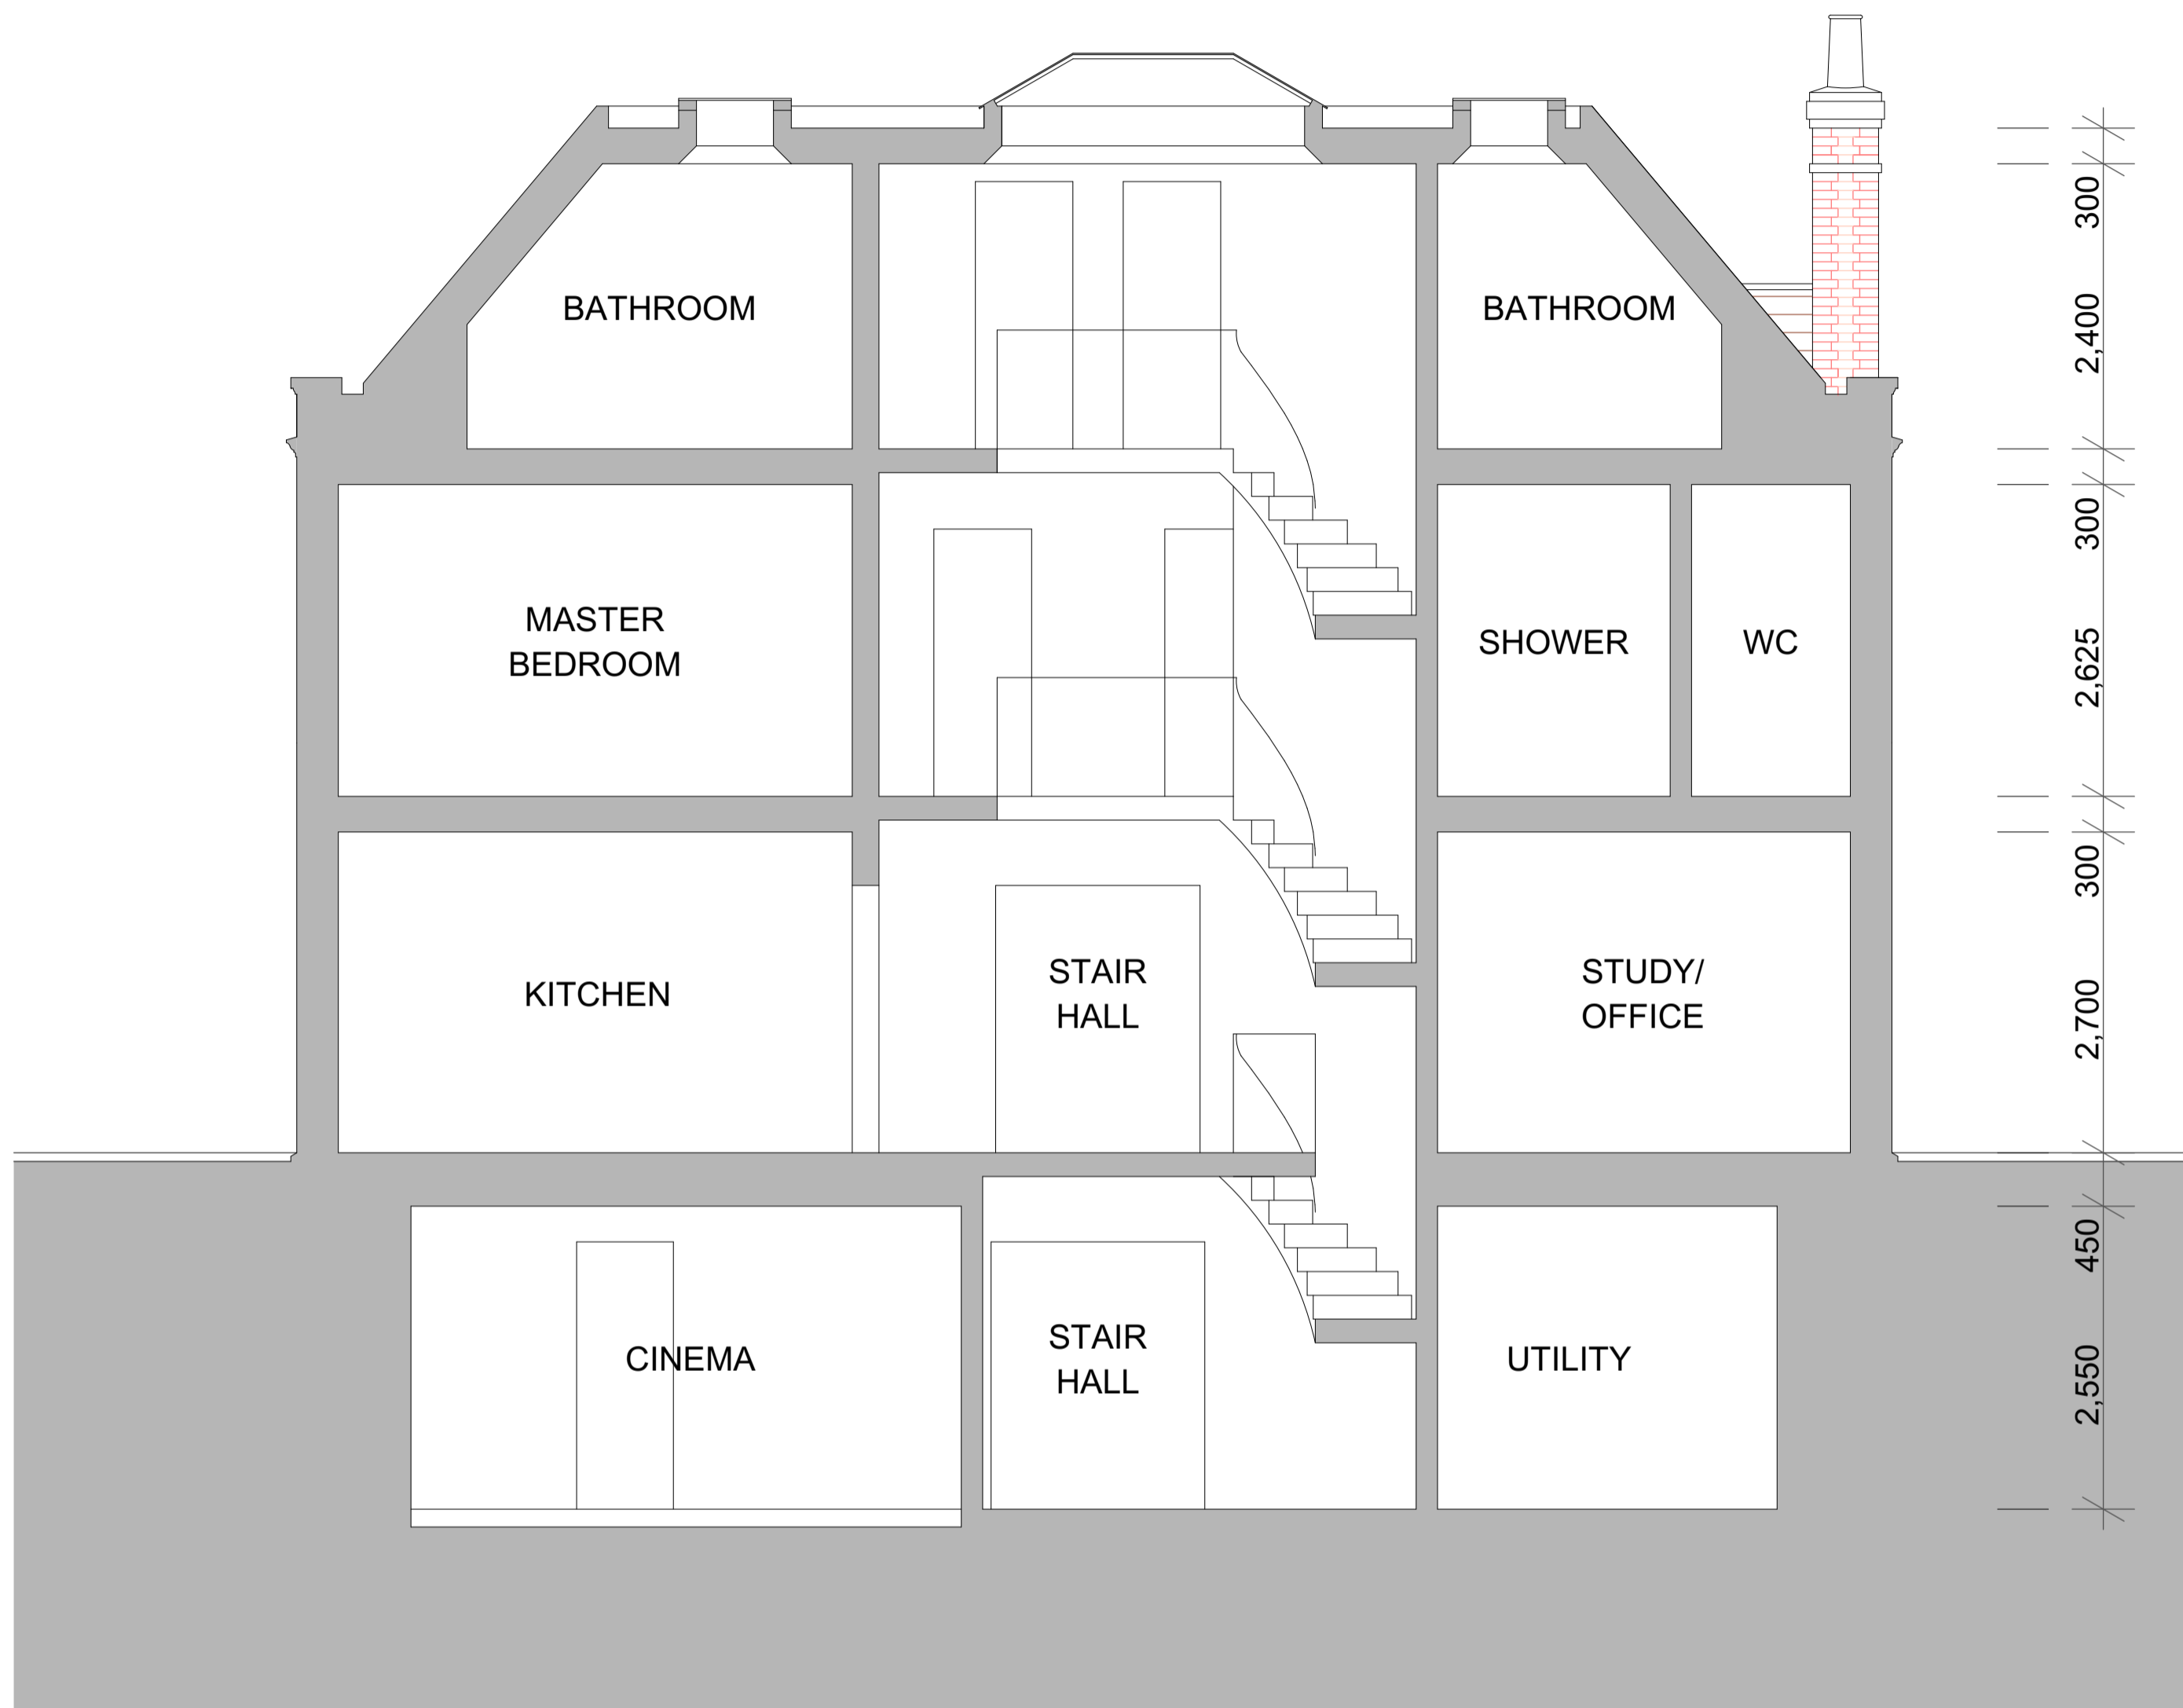 300
BATHROOM
BATHROOM
2,400
300
MASTER
BEDROOM
SHOWER
WC
2,625
300
KITCHEN
STAIR
HALL
STUDY/
OFFICE
2,700
450
CINEMA
STAIR
HALL
UTILITY
2,550